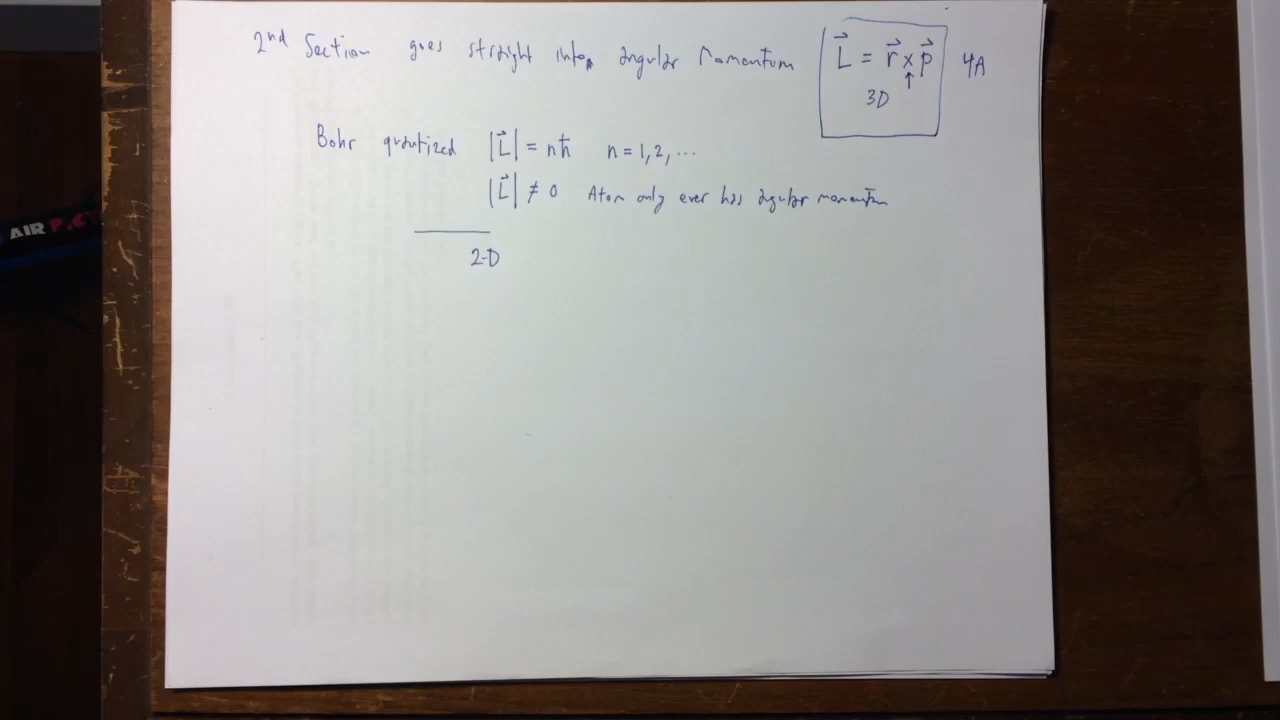 2nd Section goes straight into angular Momentum L⃗ = r⃗ × p⃗ 4A
↑
3D
Bohr quantized |L⃗| = nħ n = 1, 2, ...
|L⃗| ≠ 0 Atom only ever has angular momentum
2-D
AIR